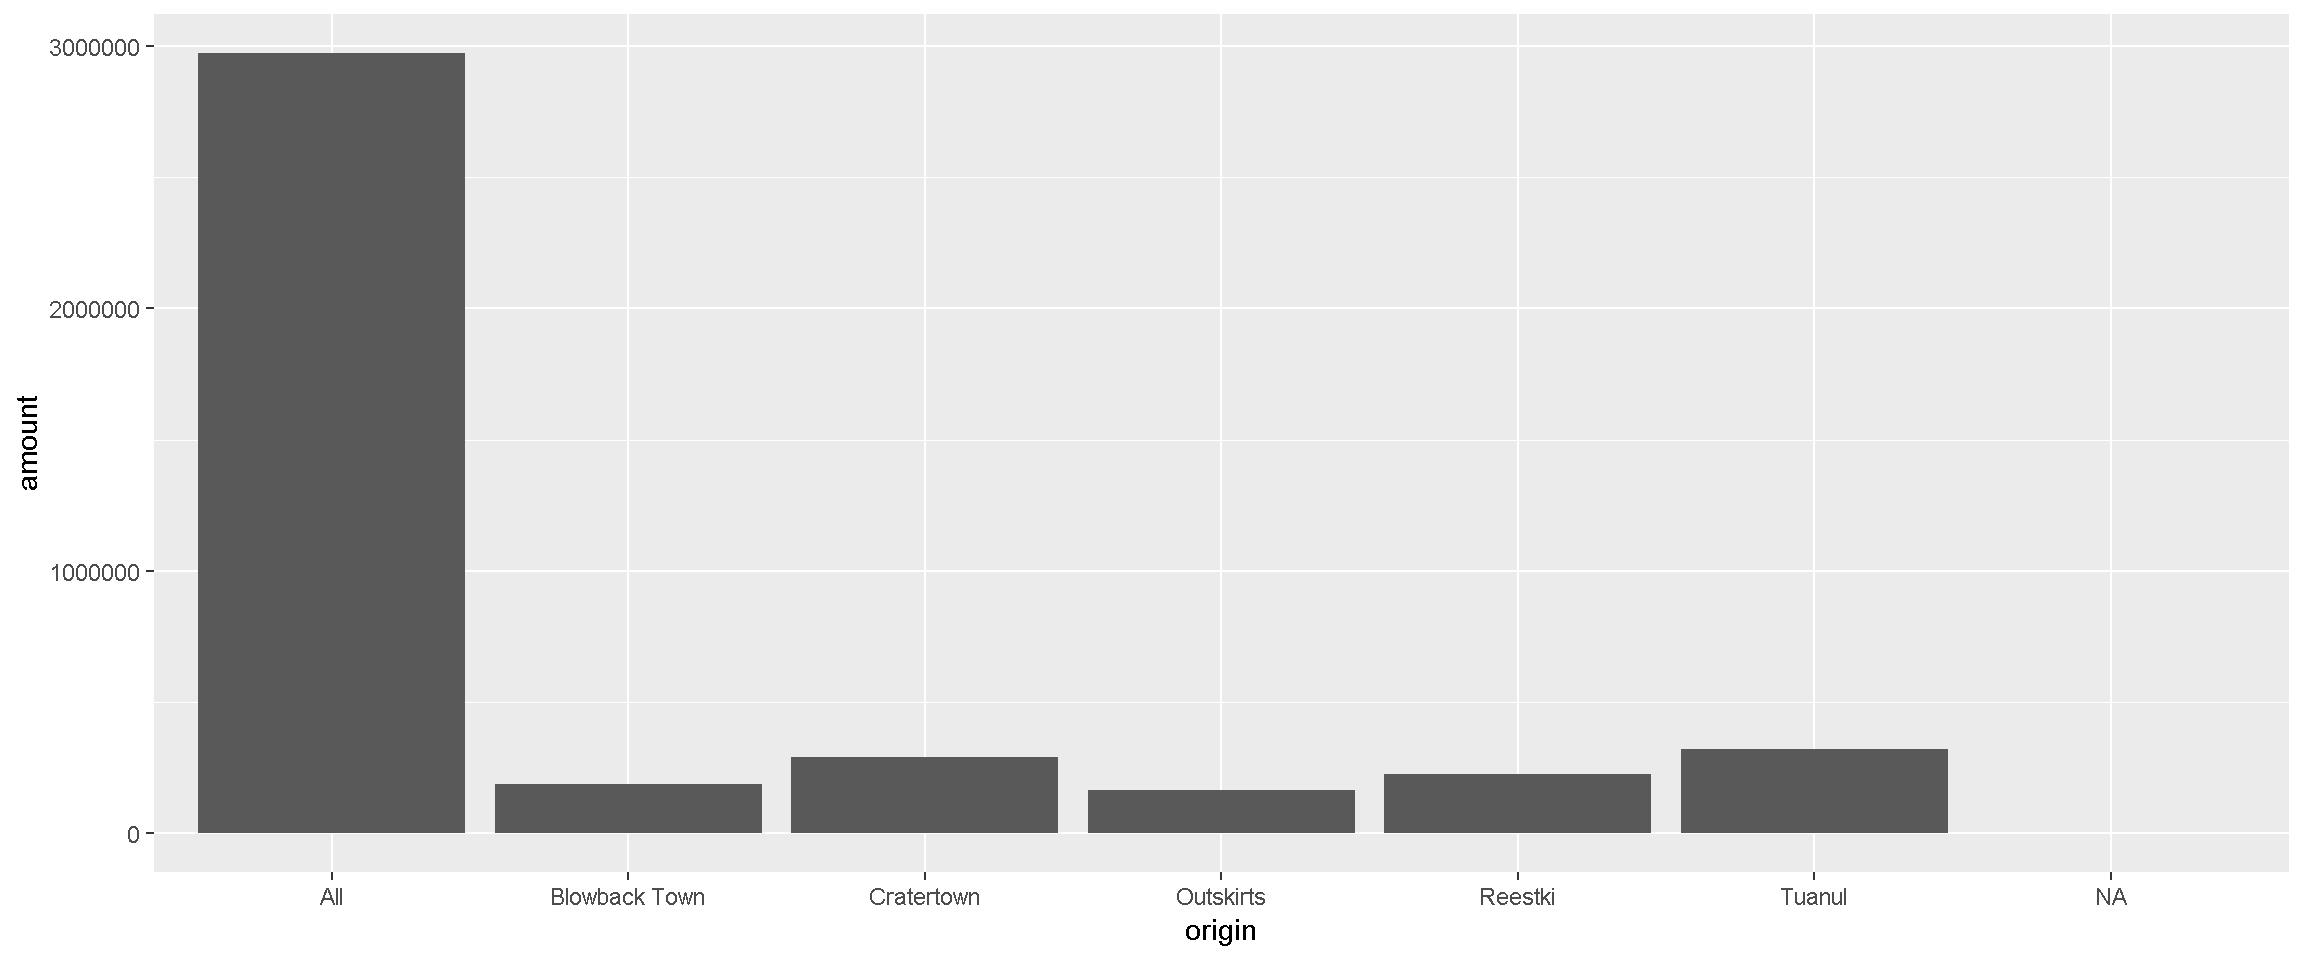 3000000
2000000
1000000
0
amount
All Blowback Town Cratertown Outskirts Reestki Tuanul NA
origin